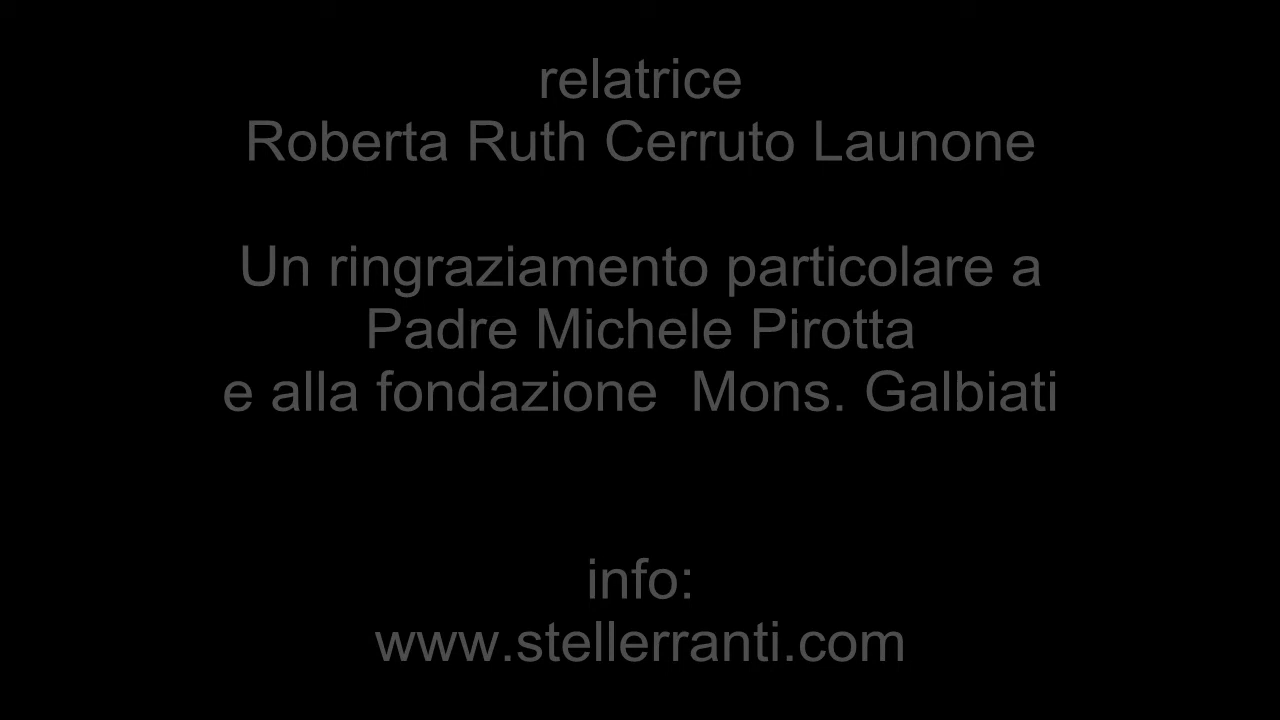 relatrice
Roberta Ruth Cerruto Launone
Un ringraziamento particolare a
Padre Michele Pirotta
e alla fondazione  Mons. Galbiati
info:
www.stellerranti.com